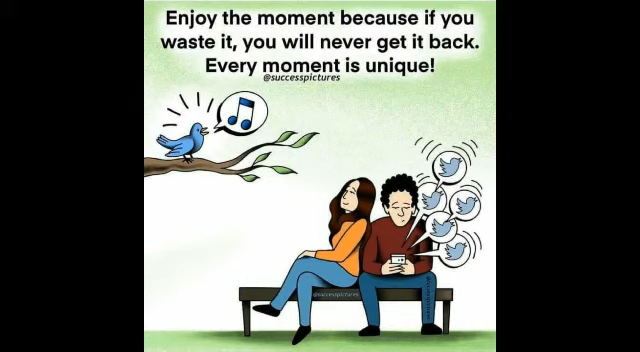 Enjoy the moment because if you
waste it, you will never get it back.
Every moment is unique!
@successpictures
@successpictures